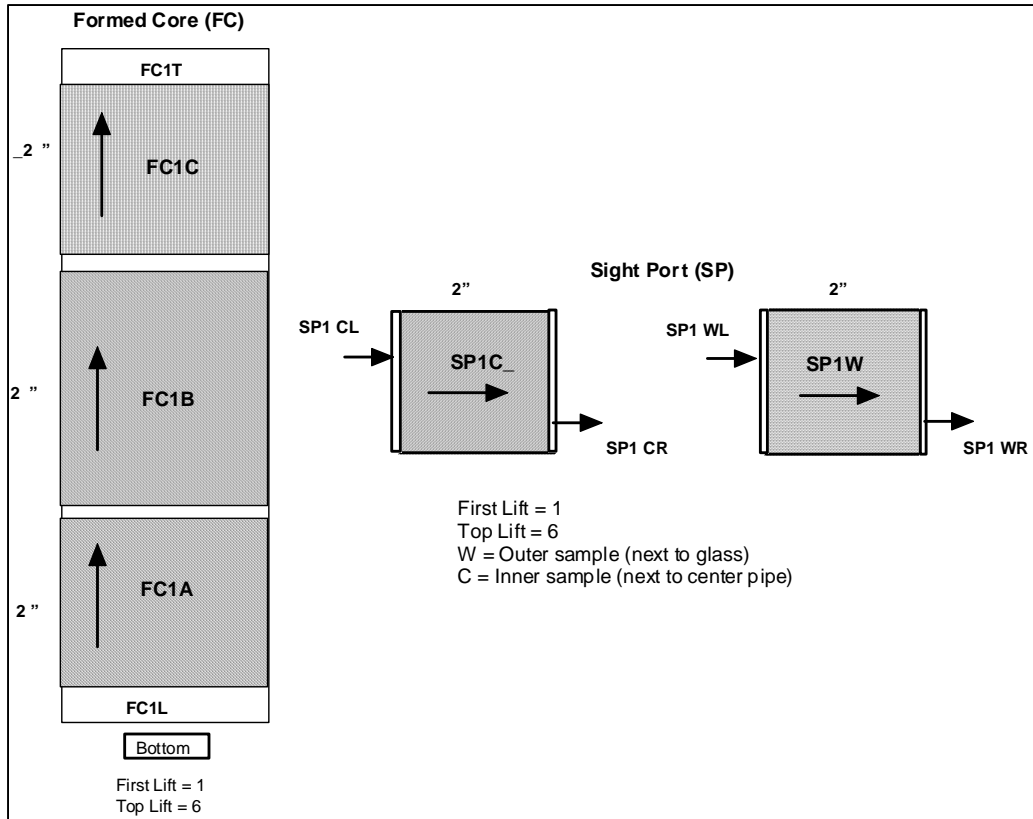 Formed Core (FC)
FC1T
_2 ”
FC1C
2 ”
FC1B
2 ”
FC1A
FC1L
Bottom
First Lift = 1
Top Lift = 6
Sight Port (SP)
2”
SP1 CL
SP1C_
SP1 CR
2”
SP1 WL
SP1W
SP1 WR
First Lift = 1
Top Lift = 6
W = Outer sample (next to glass)
C = Inner sample (next to center pipe)